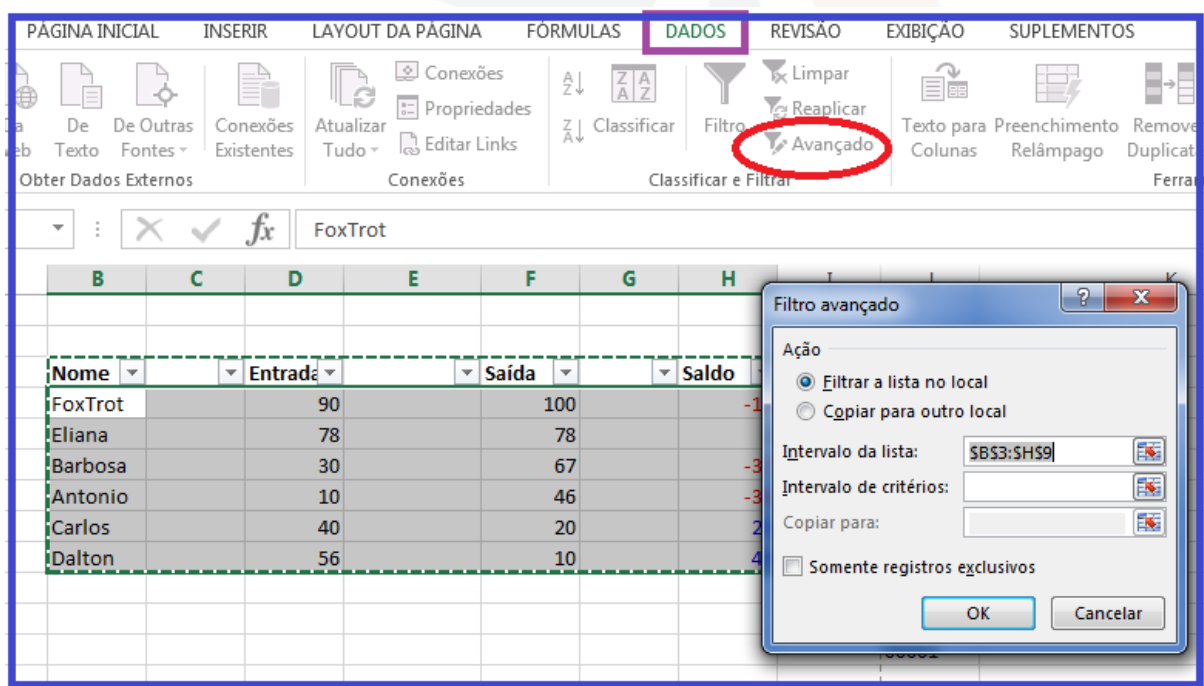 PÁGINA INICIAL INSERIR LAYOUT DA PÁGINA FÓRMULAS DADOS REVISÃO EXIBIÇÃO SUPLEMENTOS
Conexões
Propriedades
Editar Links
Limpar
Reaplicar
Avançado
De Texto
De Outras Fontes
Conexões Existentes
Atualizar Tudo
Classificar
Filtro
Texto para Colunas
Preenchimento Relâmpago
Obter Dados Externos Conexões Classificar e Filtrar
fx FoxTrot
B C D E F G H I J K
Nome Entrada Saída Saldo
FoxTrot 90 100
Eliana 78 78
Barbosa 30 67
Antonio 10 46
Carlos 40 20
Dalton 56 10
Filtro avançado
Ação
Filtrar a lista no local
Copiar para outro local
Intervalo da lista: $B$3:$H$9
Intervalo de critérios:
Copiar para:
Somente registros exclusivos
OK Cancelar